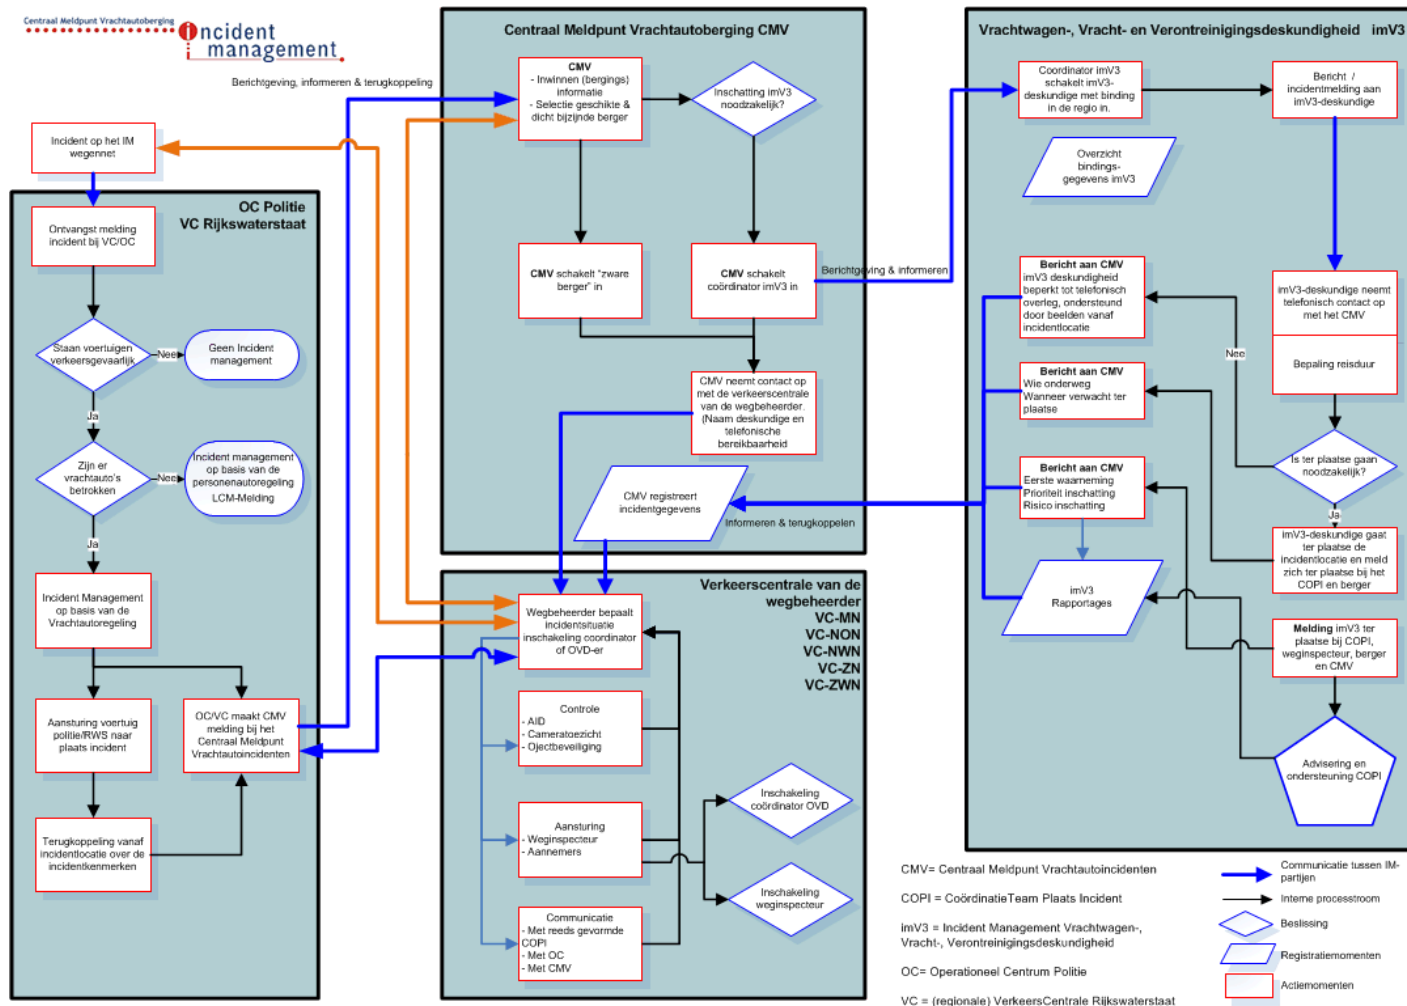 Centraal Meldpunt Vrachtautoberging
incident
management
Berichtgeving, informeren & terugkoppeling
Incident op het IM
wegennet
OC Politie
VC Rijkswaterstaat
Ontvangst melding
incident bij VC/OC
Staan voertuigen
verkeersgevaarlijk
Nee
Geen Incident
management
Ja
Zijn er
vrachtauto's
betrokken
Nee
Incident management
op basis van de
personenautoregeling
LCM-Melding
Ja
Incident Management
op basis van de
Vrachtautoregeling
Aansturing voertuig
politie/RWS naar
plaats incident
OC/VC maakt CMV
melding bij het
Centraal Meldpunt
Vrachtautoincidenten
Terugkoppeling vanaf
incidentlocatie over de
incidentkenmerken
Centraal Meldpunt Vrachtautoberging CMV
CMV
- Inwinnen (bergings)
informatie
- Selectie geschikte &
dicht bijzijnde berger
Inschatting imV3
noodzakelijk?
CMV schakelt "zware
berger" in
CMV schakelt
coördinator imV3 in
Berichtgeving & informeren
CMV neemt contact op
met de verkeerscentrale
van de wegbeheerder.
(Naam deskundige en
telefonische
bereikbaarheid
CMV registreert
incidentgegevens
Informeren & terugkoppelen
Verkeerscentrale van de
wegbeheerder
VC-MN
VC-NON
VC-NWN
VC-ZN
VC-ZWN
Wegbeheerder bepaalt
incidentsituatie
inschakeling coordinator
of OVD-er
Controle
- AID
- Cameratoezicht
- Ojectbeveiliging
Aansturing
- Weginspecteur
- Aannemers
Communicatie
- Met reeds gevormde
COPI
- Met OC
- Met CMV
Inschakeling
coördinator OVD
Inschakeling
weginspecteur
Vrachtwagen-, Vracht- en Verontreinigingsdeskundigheid imV3
Coordinator imV3
schakelt imV3-
deskundige met binding
in de regio in.
Bericht /
incidentmelding aan
imV3-deskundige
Overzicht
bindings-
gegevens imV3
Bericht aan CMV
imV3 deskundigheid
beperkt tot telefonisch
overleg, ondersteund
door beelden vanaf
incidentlocatie
imV3-deskundige neemt
telefonisch contact op
met het CMV
Bepaling reisduur
Nee
Bericht aan CMV
Wie onderweg
Wanneer verwacht ter
plaatse
Is ter plaatse gaan
noodzakelijk?
Ja
Bericht aan CMV
Eerste waarneming
Prioriteit inschatting
Risico inschatting
imV3-deskundige gaat
ter plaatse de
incidentlocatie en meld
zich ter plaatse bij het
COPI en berger
imV3
Rapportages
Melding imV3 ter
plaatse bij COPI,
weginspecteur, berger
en CMV
Advisering en
ondersteuning COPI
CMV= Centraal Meldpunt Vrachtautoincidenten
COPI = CoördinatieTeam Plaats Incident
imV3 = Incident Management Vrachtwagen-,
Vracht-, Verontreinigingsdeskundigheid
OC= Operationeel Centrum Politie
VC = (regionale) VerkeersCentrale Rijkswaterstaat
Communicatie tussen IM-
partijen
Interne processtroom
Beslissing
Registratiemomenten
Actiemomenten